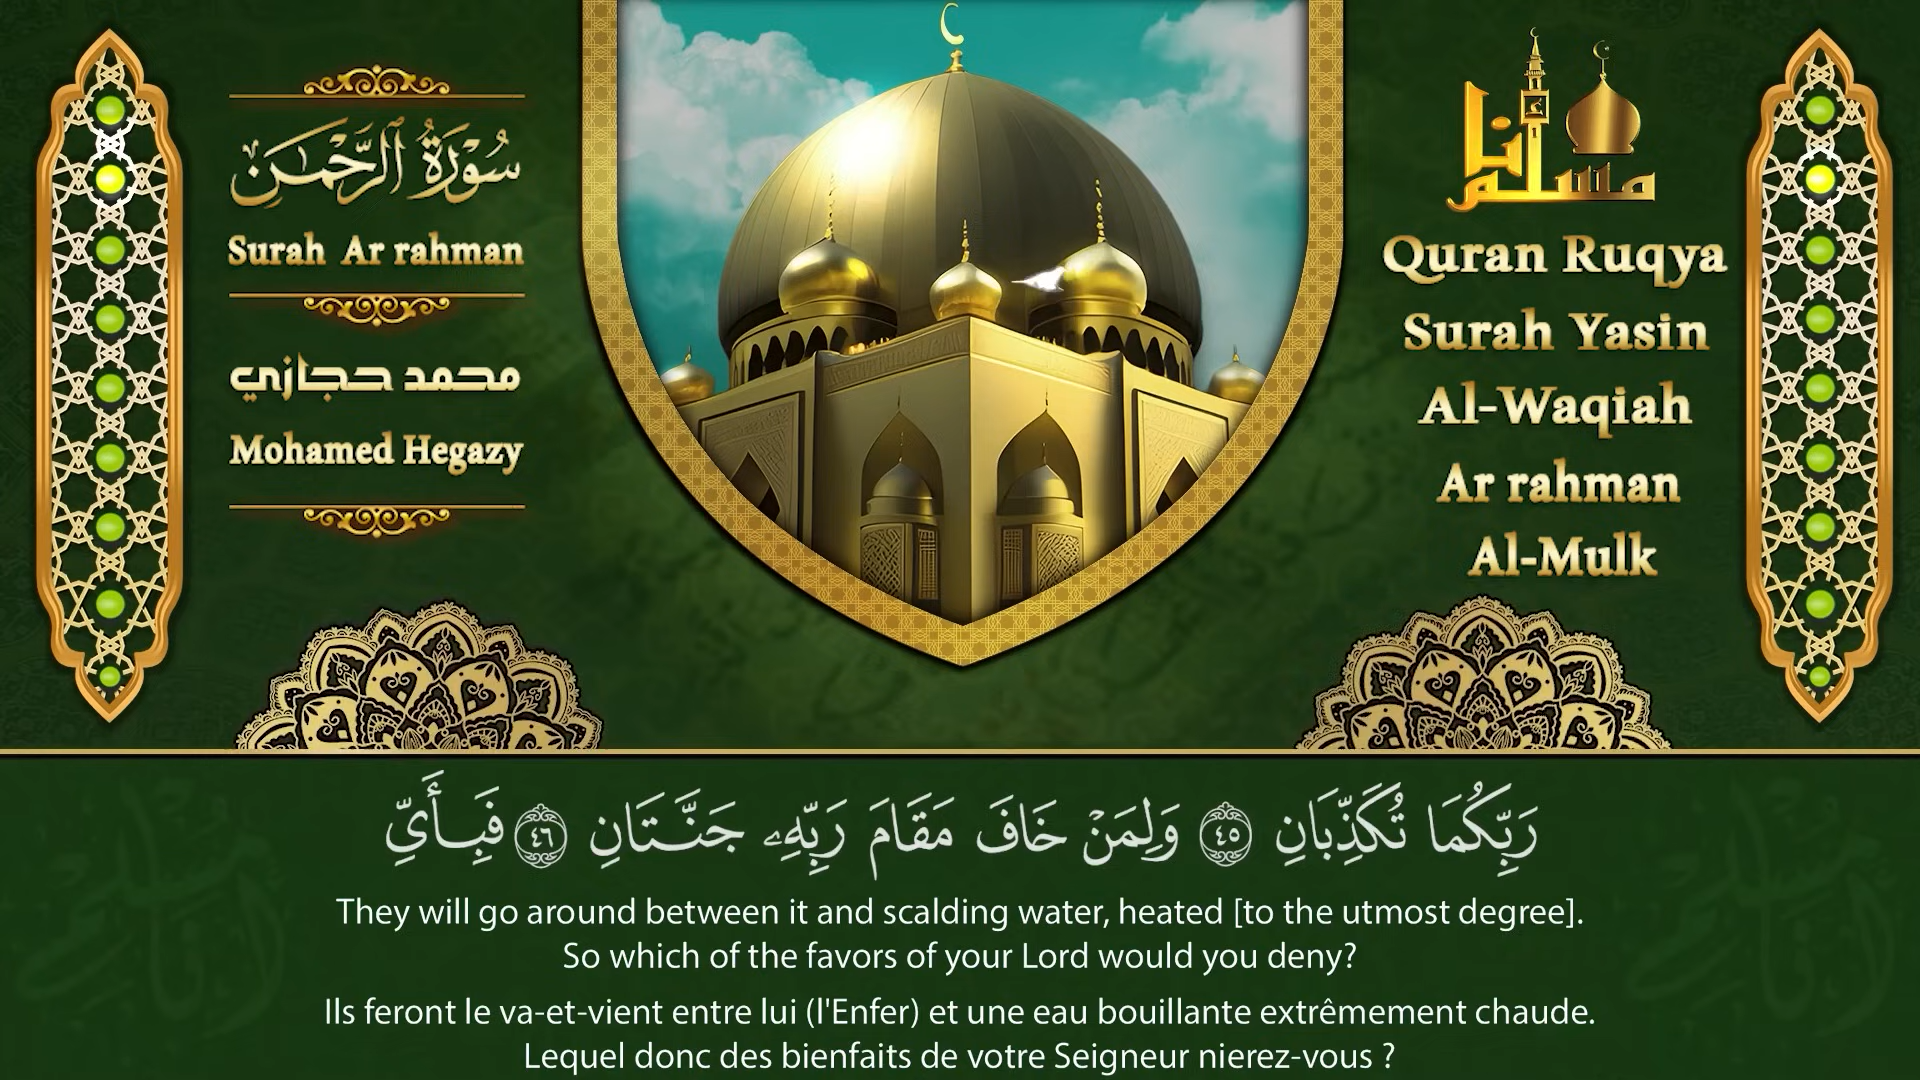 سُورَةُ ٱلرَّحْمَٰن
Surah Ar rahman
محمد حجازي
Mohamed Hegazy
أنا
مسلم
Quran Ruqya
Surah Yasin
Al-Waqiah
Ar rahman
Al-Mulk
رَبِّكُمَا تُكَذِّبَانِ ٤٥ وَلِمَنْ خَافَ مَقَامَ رَبِّهِۦ جَنَّتَانِ ٤٦ فَبِأَيِّ
They will go around between it and scalding water, heated [to the utmost degree].
So which of the favors of your Lord would you deny?
Ils feront le va-et-vient entre lui (l'Enfer) et une eau bouillante extrêmement chaude.
Lequel donc des bienfaits de votre Seigneur nierez-vous ?